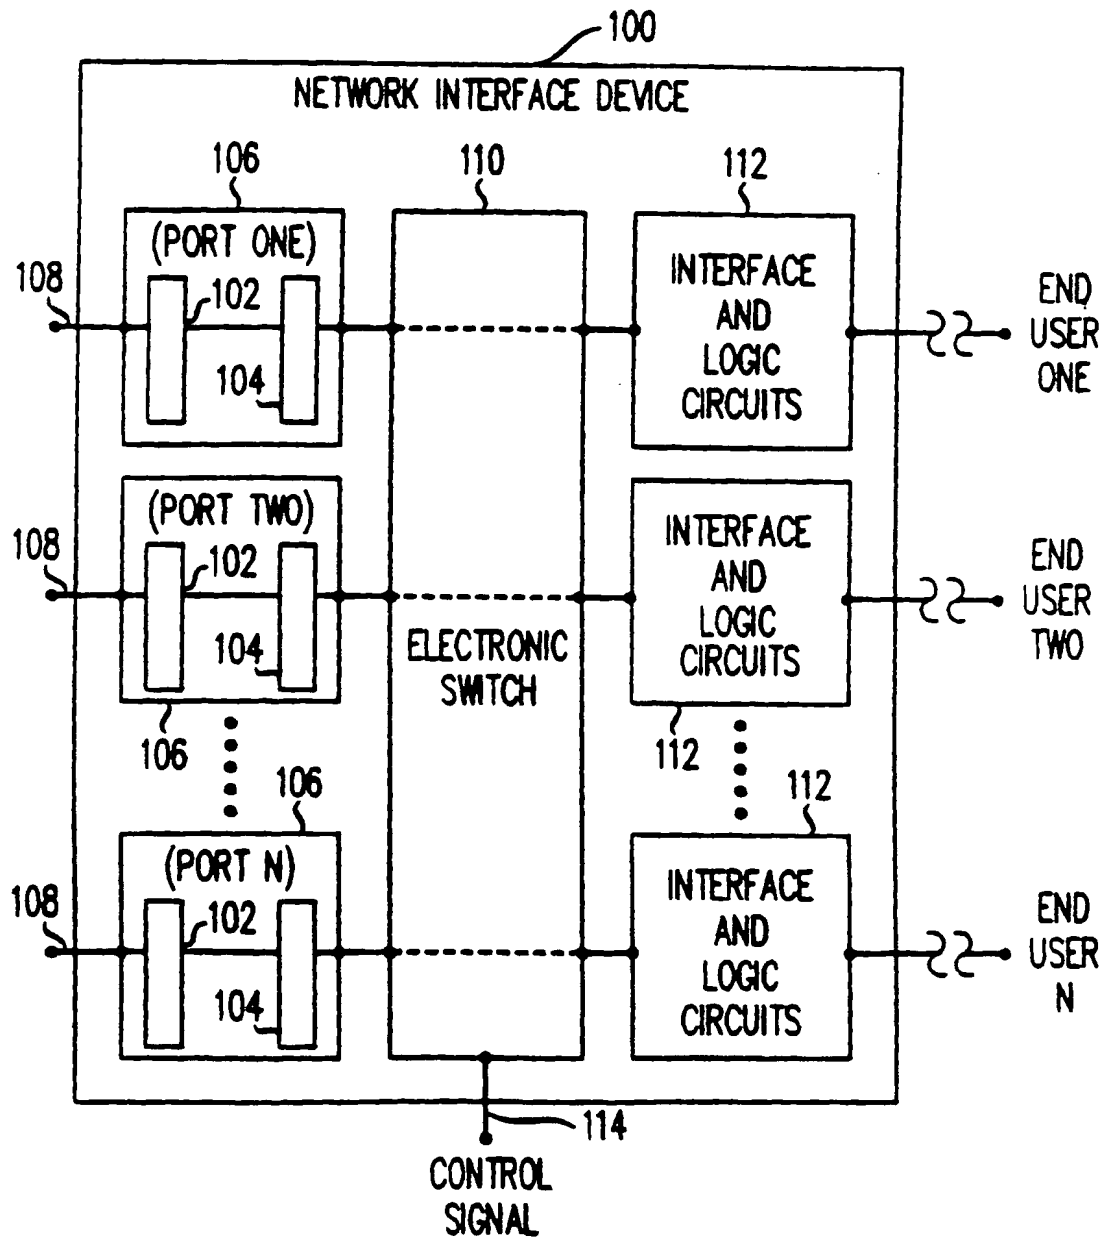 100
NETWORK INTERFACE DEVICE
106
110
112
(PORT ONE)
108
102
104
INTERFACE
AND
LOGIC
CIRCUITS
END
USER
ONE
(PORT TWO)
108
102
104
106
ELECTRONIC
SWITCH
INTERFACE
AND
LOGIC
CIRCUITS
112
END
USER
TWO
106
112
(PORT N)
108
102
104
INTERFACE
AND
LOGIC
CIRCUITS
END
USER
N
114
CONTROL
SIGNAL